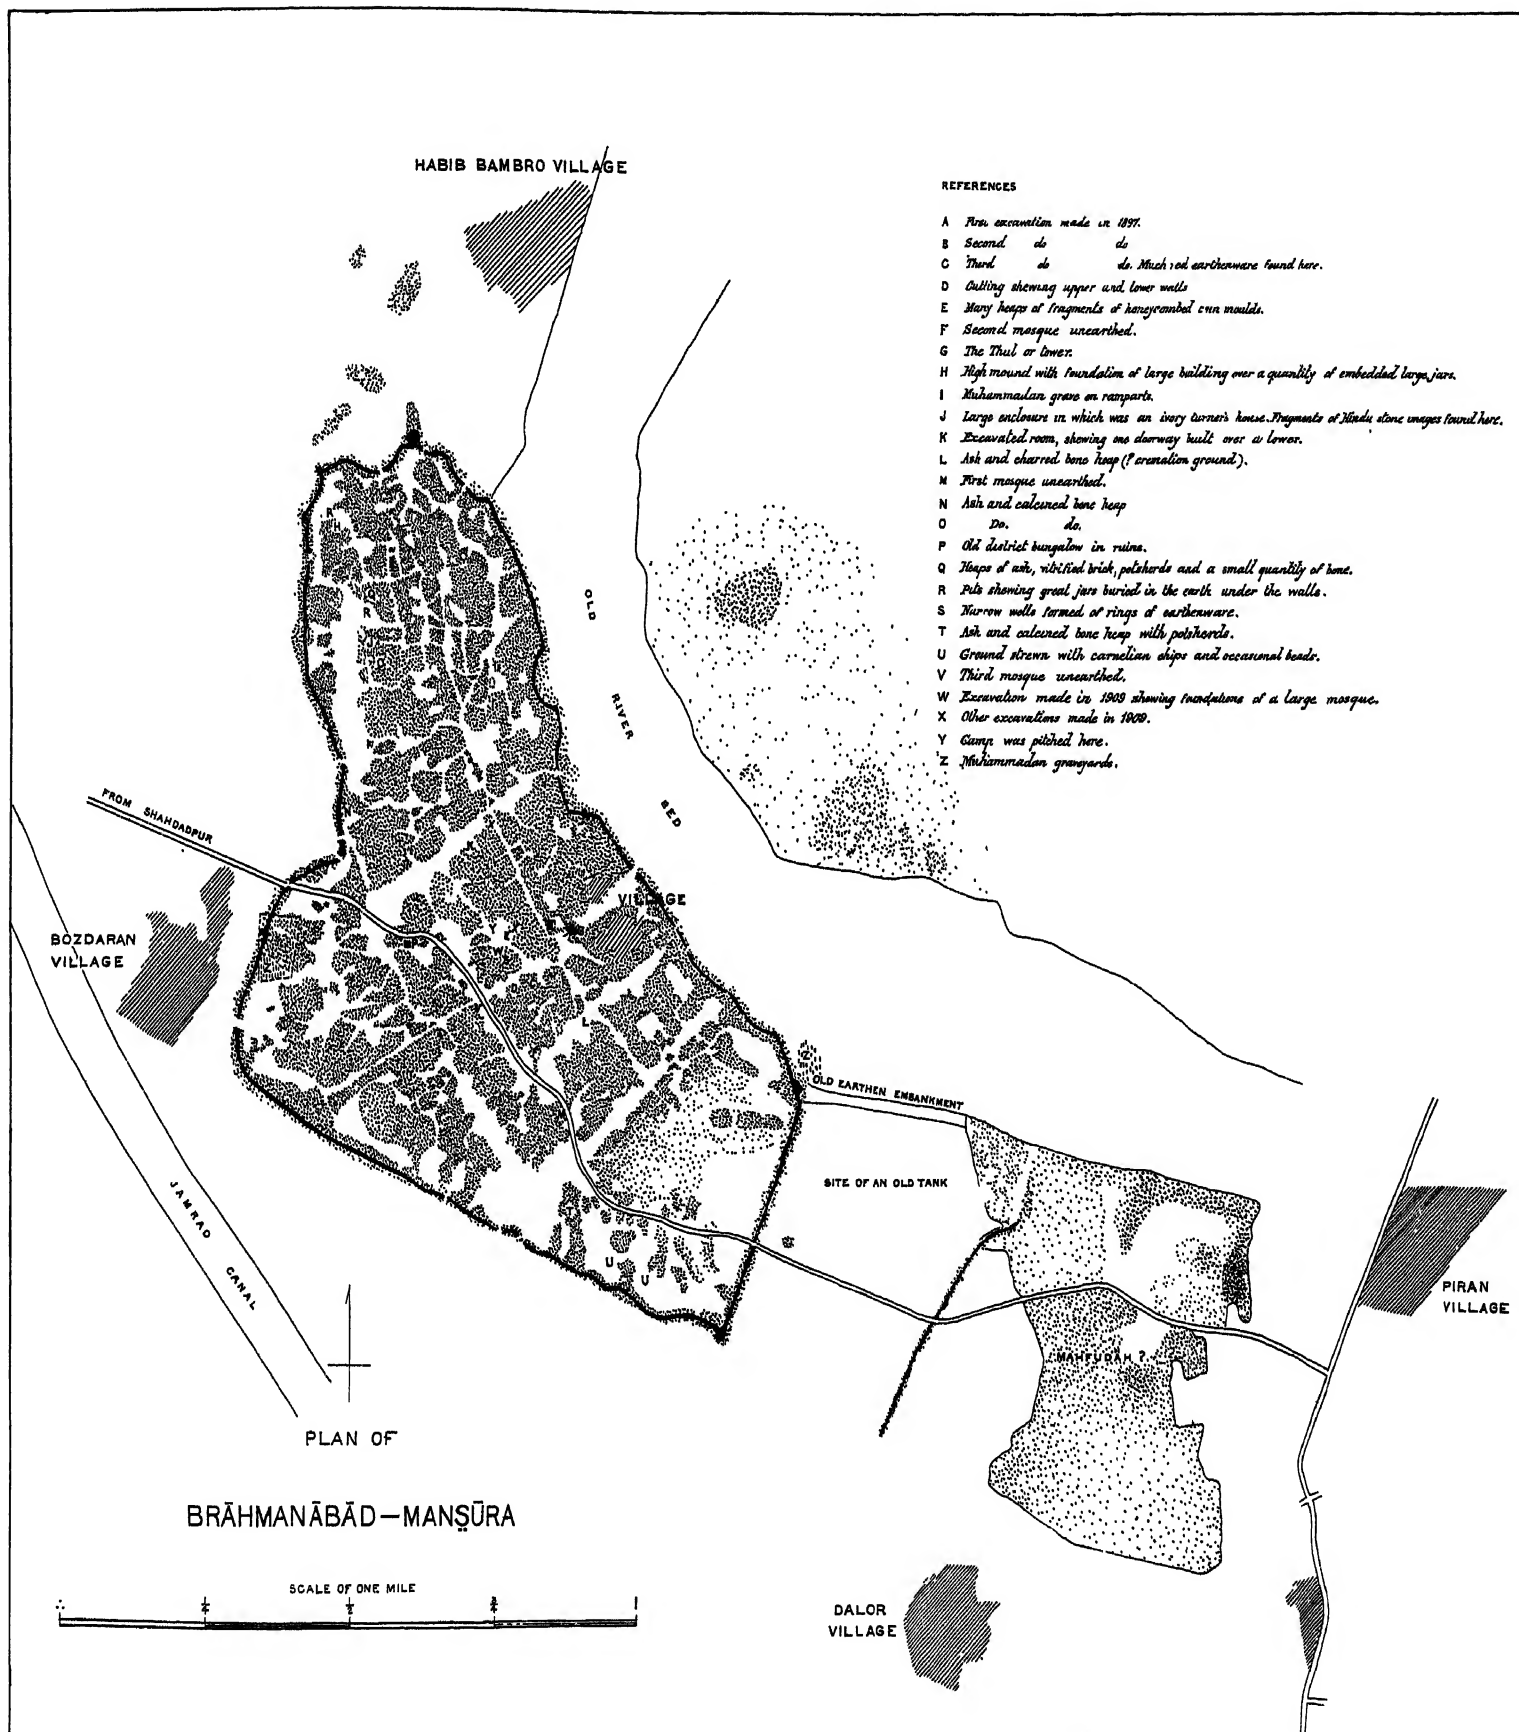 HABIB BAMBRO VILLAGE
REFERENCES
A First excavation made in 1897.
B Second do do
C Third do do. Much red earthenware found here.
D Cutting shewing upper and lower walls
E Many heaps of fragments of honeycombed coin moulds.
F Second mosque unearthed.
G The Thul or tower.
H High mound with foundation of large building over a quantity of embedded large jars.
I Muhammadan grave on ramparts.
J Large enclosure in which was an ivory turner's house. Fragments of Hindu stone images found here.
K Excavated room, shewing one doorway built over a lower.
L Ash and charred bone heap (? cremation ground).
M First mosque unearthed.
N Ash and calcined bone heap
O Do. do.
P Old district bungalow in ruins.
Q Heaps of ash, vitrified brick, potsherds and a small quantity of bone.
R Pits shewing great jars buried in the earth under the walls.
S Narrow wells formed of rings of earthenware.
T Ash and calcined bone heap with potsherds.
U Ground strewn with carnelian chips and occasional beads.
V Third mosque unearthed.
W Excavation made in 1909 shewing foundations of a large mosque.
X Other excavations made in 1909.
Y Camp was pitched here.
Z Muhammadan graveyards.
OLD RIVER BED
FROM SHAHDADPUR
VILLAGE
BOZDARAN
VILLAGE
Y
W
L
Z
OLD EARTHEN EMBANKMENT
SITE OF AN OLD TANK
JAMRAO CANAL
T
U
U
PIRAN
VILLAGE
MAHFUDAH ?
PLAN OF
BRĀHMANĀBĀD—MANṢŪRA
SCALE OF ONE MILE
1/4 1/2 3/4 1
DALOR
VILLAGE